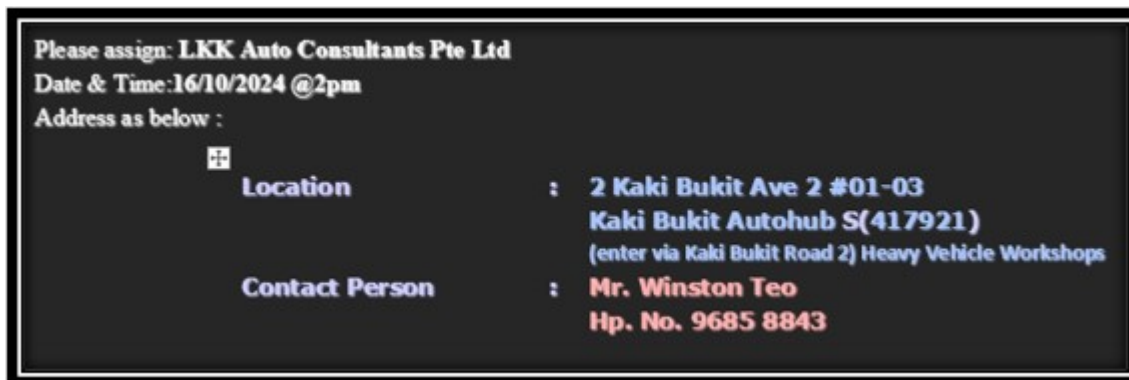 Please assign: LKK Auto Consultants Pte Ltd
Date & Time:16/10/2024 @2pm
Address as below :
Location : 2 Kaki Bukit Ave 2 #01-03
Kaki Bukit Autohub S(417921)
(enter via Kaki Bukit Road 2) Heavy Vehicle Workshops
Contact Person : Mr. Winston Teo
Hp. No. 9685 8843